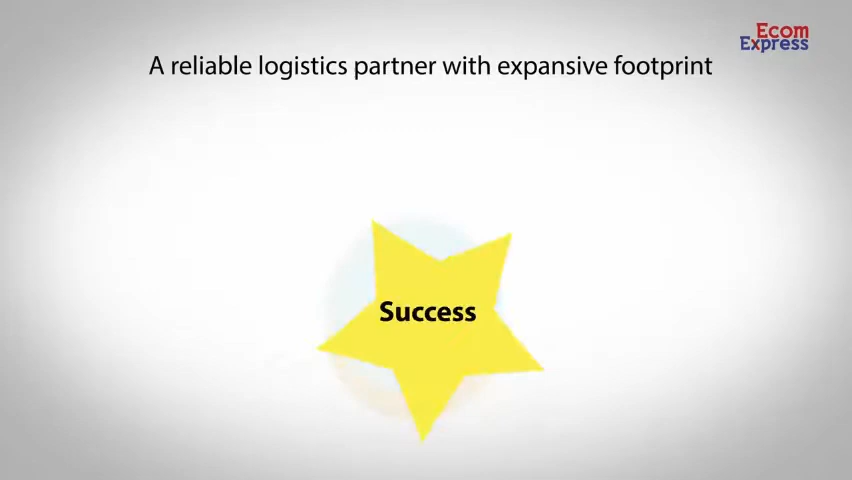 Ecom
Express
A reliable logistics partner with expansive footprint
Success